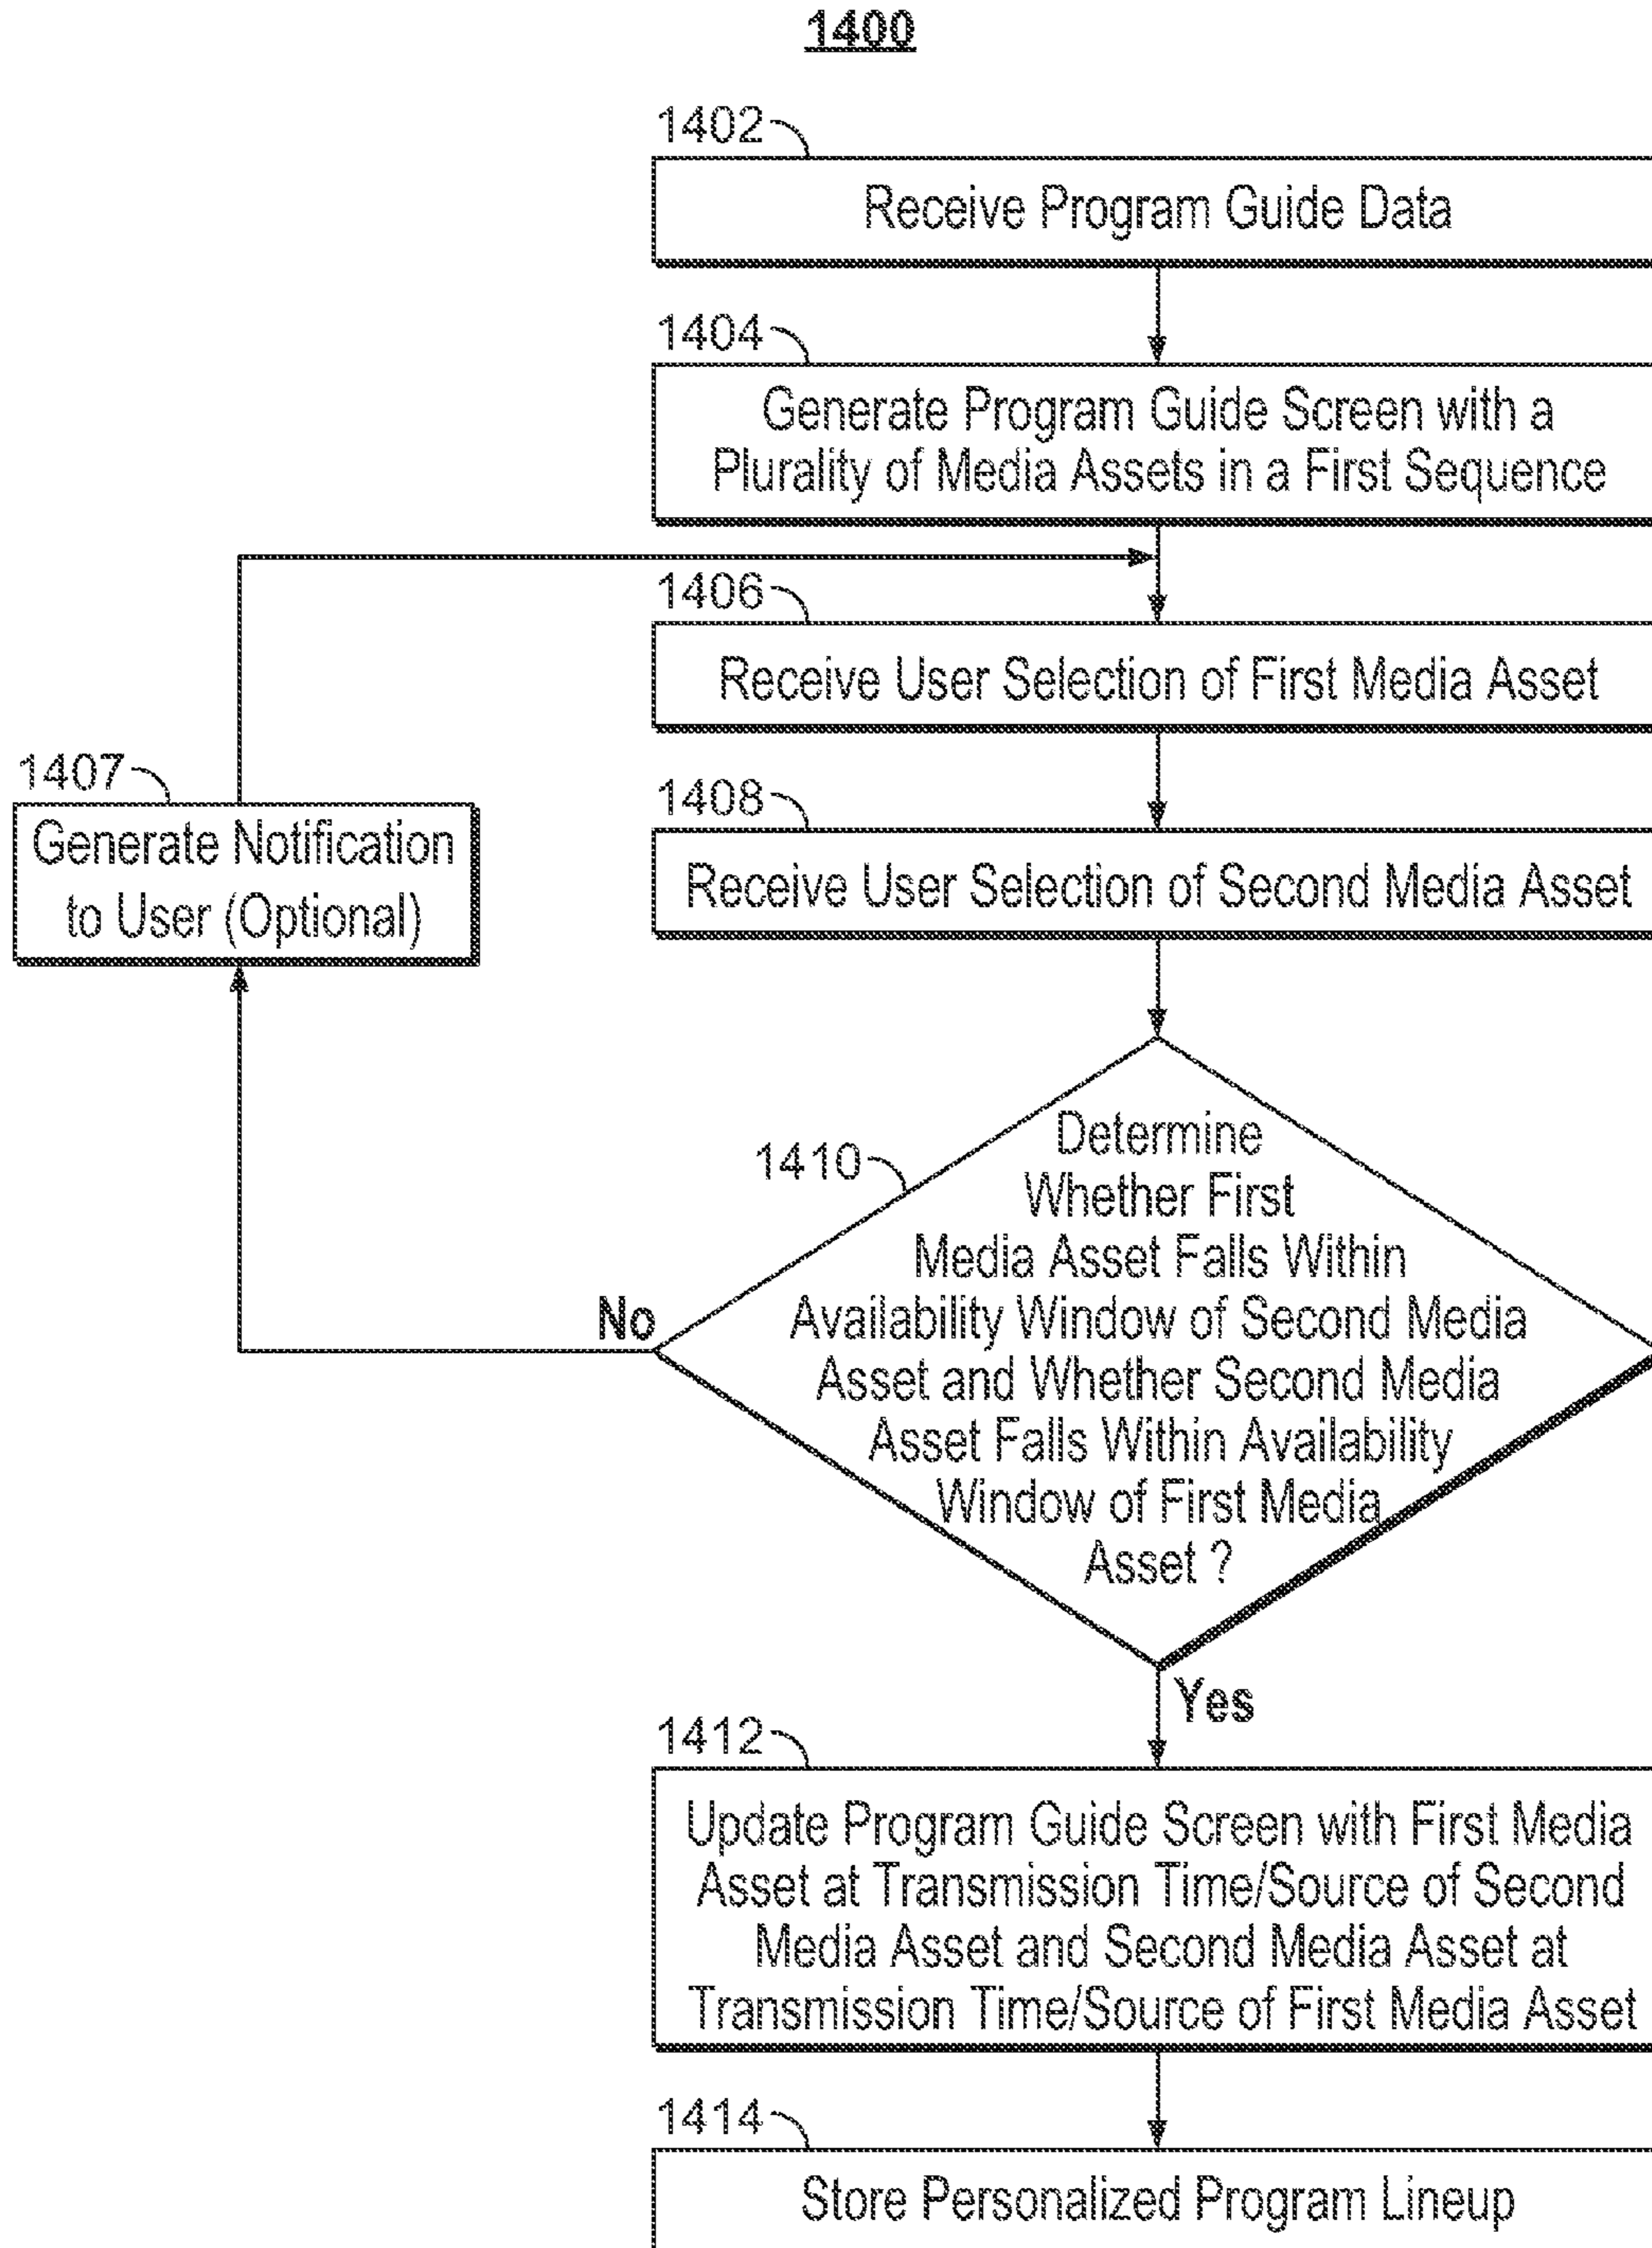 1400
1402
Receive Program Guide Data
1404
Generate Program Guide Screen with a
Plurality of Media Assets in a First Sequence
1406
Receive User Selection of First Media Asset
1407
Generate Notification
to User (Optional)
1408
Receive User Selection of Second Media Asset
1410
Determine
Whether First
Media Asset Falls Within
Availability Window of Second Media
Asset and Whether Second Media
Asset Falls Within Availability
Window of First Media
Asset ?
No
Yes
1412
Update Program Guide Screen with First Media
Asset at Transmission Time/Source of Second
Media Asset and Second Media Asset at
Transmission Time/Source of First Media Asset
1414
Store Personalized Program Lineup